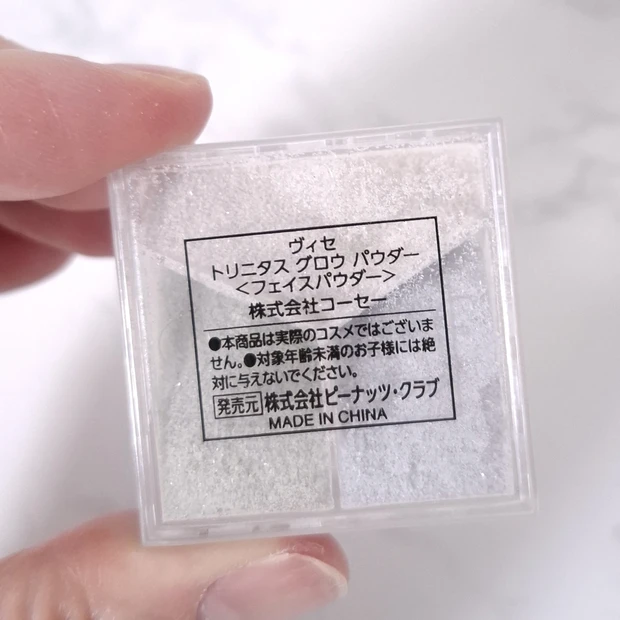 ヴィセ
トリニタス グロウ パウダー
＜フェイスパウダー＞
株式会社コーセー
●本商品は実際のコスメではございま
せん。●対象年齢未満のお子様には絶
対に与えないでください。
発売元 株式会社ピーナッツ・クラブ
MADE IN CHINA